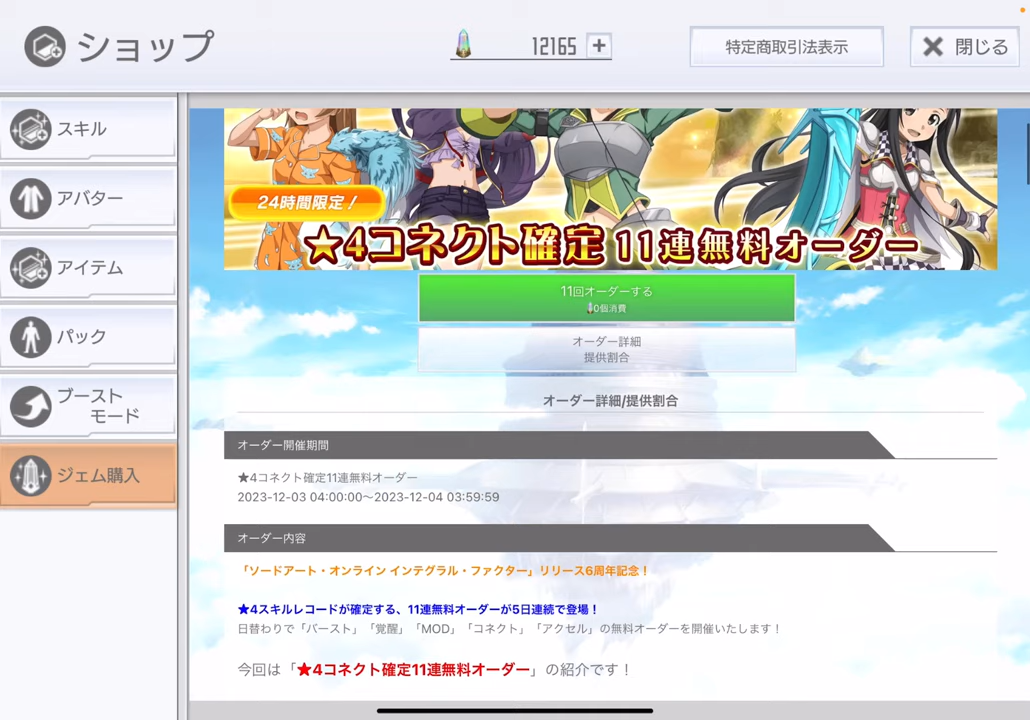 ショップ
12165
特定商取引法表示
閉じる
スキル
アバター
アイテム
パック
ブースト
モード
ジェム購入
24時間限定!
★4コネクト確定 11連無料オーダー
11回オーダーする
0個消費
オーダー詳細
提供割合
オーダー詳細/提供割合
オーダー開催期間
★4コネクト確定11連無料オーダー
2023-12-03 04:00:00〜2023-12-04 03:59:59
オーダー内容
「ソードアート・オンライン インテグラル・ファクター」リリース6周年記念！
★4スキルレコードが確定する、11連無料オーダーが5日連続で登場！
日替わりで「バースト」「覚醒」「MOD」「コネクト」「アクセル」の無料オーダーを開催いたします！
今回は「★4コネクト確定11連無料オーダー」の紹介です！